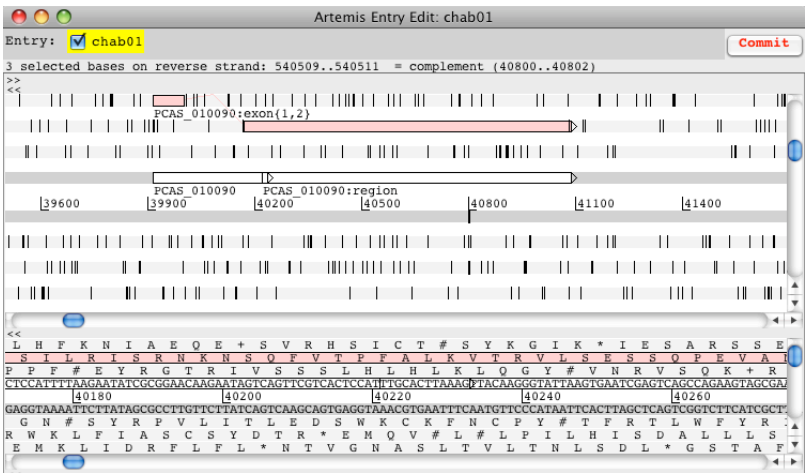 Artemis Entry Edit: chab01
Entry: chab01 Commit
3 selected bases on reverse strand: 540509..540511 = complement (40800..40802)
>>
<<
PCAS_010090:exon{1,2}
PCAS_010090 PCAS_010090:region
39600 39900 40200 40500 40800 41100 41400
<<
L H F K N I A E Q E + S V R H S I C T # S Y K G I K * I E S A R S S E
S I L R I S R N K N S Q F V T P F A L K V T R V L S E S S Q P E V A
P P F # E Y R G T R I V S S S L H L H L K L Q G Y # V N R V S Q K + R
CTCCATTTTAAGAATATCGCGGAACAAGAATAGTCAGTTCGTCACTCCAT
40180 40200 40220 40240 40260
GAGGTAAAATTCTTATAGCGCCTTGTTCTTATCAGTCAAGCAGTGAGGTAAACGTGAATTTCAATGTTCCCATAATTCACTTAGCTCAGTCGGTCTTCATCGCT
G N # S Y R P V L I T L E D S W K C K F N C P Y # T F R T L W F Y R
R W K L F I A S C S Y D T R * E M Q V # L # L P I L H I S D A L L L S
E M K L I D R F L F L * N T V G N A S L T V L T N L S D L * G S T A F